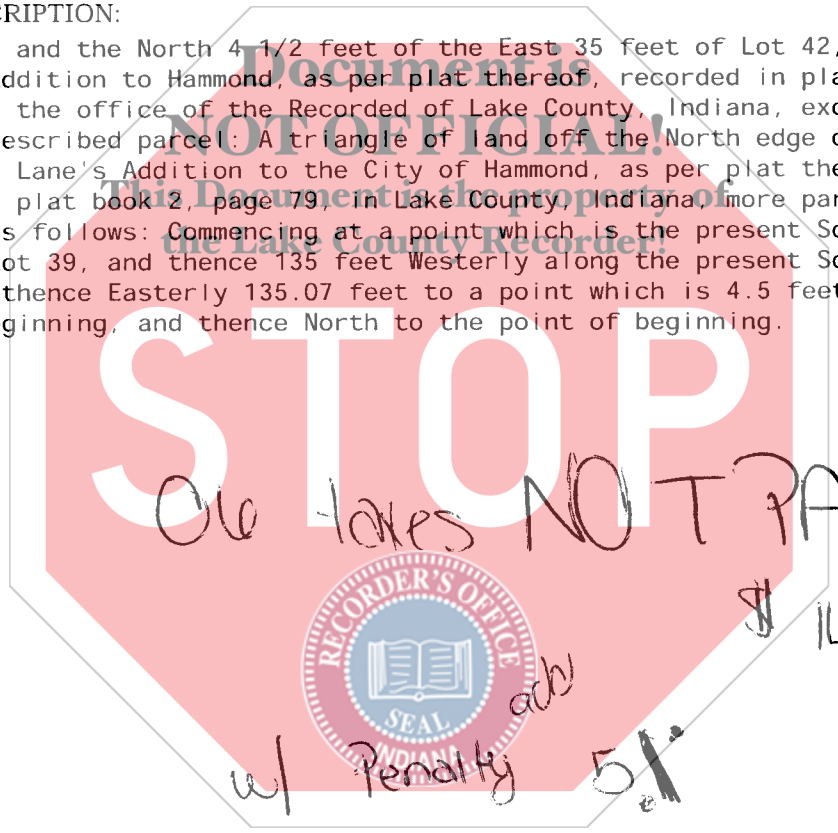 CRIPTION:
and the North 4 1/2 feet of the East 35 feet of Lot 42,
ddition to Hammond, as per plat thereof, recorded in pla
the office of the Recorded of Lake County, Indiana, exc
escribed parcel: A triangle of land off the North edge o
Lane's Addition to the City of Hammond, as per plat the
plat book 2, page 79, in Lake County, Indiana, more par
s follows: Commencing at a point which is the present So
ot 39, and thence 135 feet Westerly along the present So
thence Easterly 135.07 feet to a point which is 4.5 feet
ginning, and thence North to the point of beginning.
Document is
NOT OFFICIAL!
This Document is the property of
the Lake County Recorder!
STOP
06 taxes NOT PA
$
RECORDER'S OFFICE
SEAL
INDIANA
w/ Penalty 5